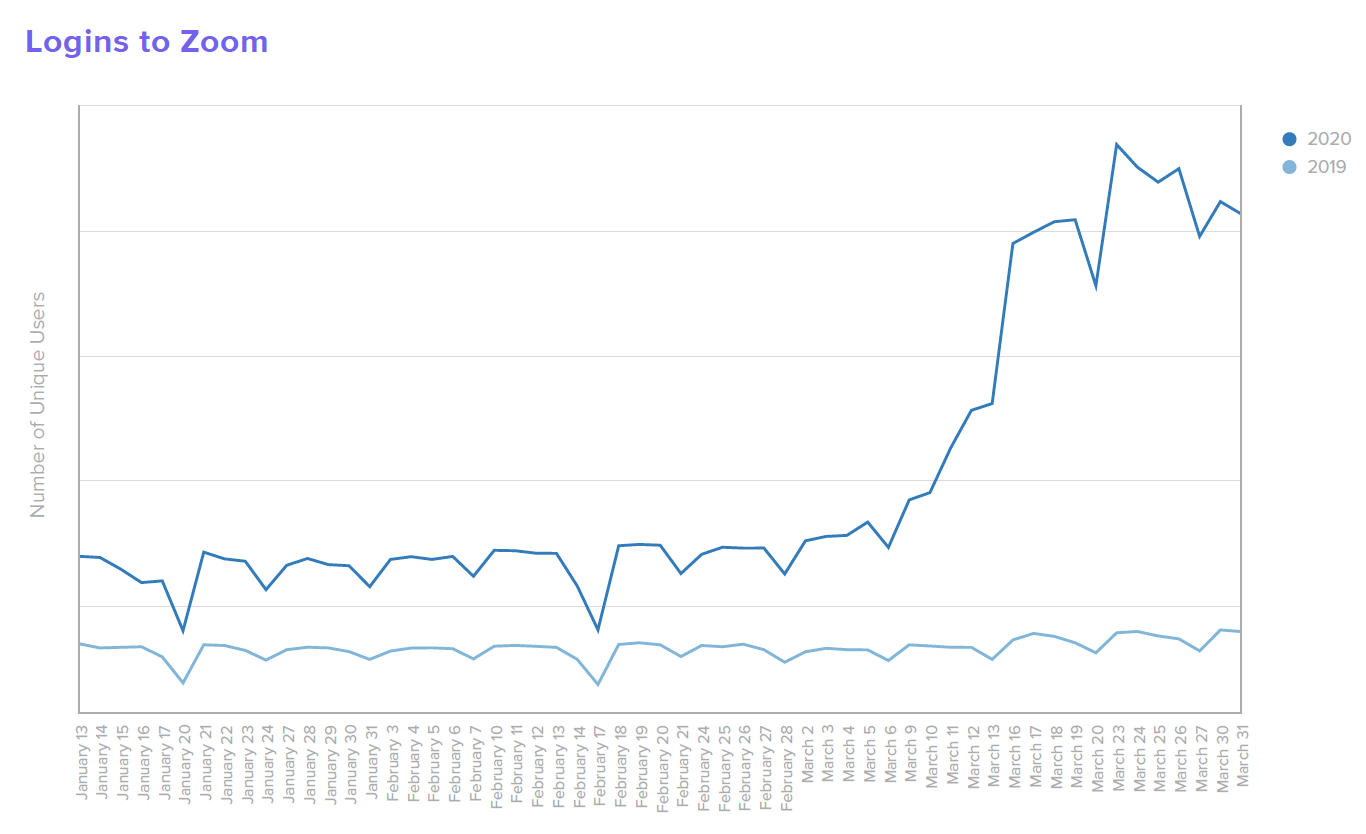 Logins to Zoom
2020
2019
Number of Unique Users
January 13
January 14
January 15
January 16
January 17
January 20
January 21
January 22
January 23
January 24
January 27
January 28
January 29
January 30
January 31
February 3
February 4
February 5
February 6
February 7
February 10
February 11
February 12
February 13
February 14
February 17
February 18
February 19
February 20
February 21
February 24
February 25
February 26
February 27
February 28
March 2
March 3
March 4
March 5
March 6
March 9
March 10
March 11
March 12
March 13
March 16
March 17
March 18
March 19
March 20
March 23
March 24
March 25
March 26
March 27
March 30
March 31